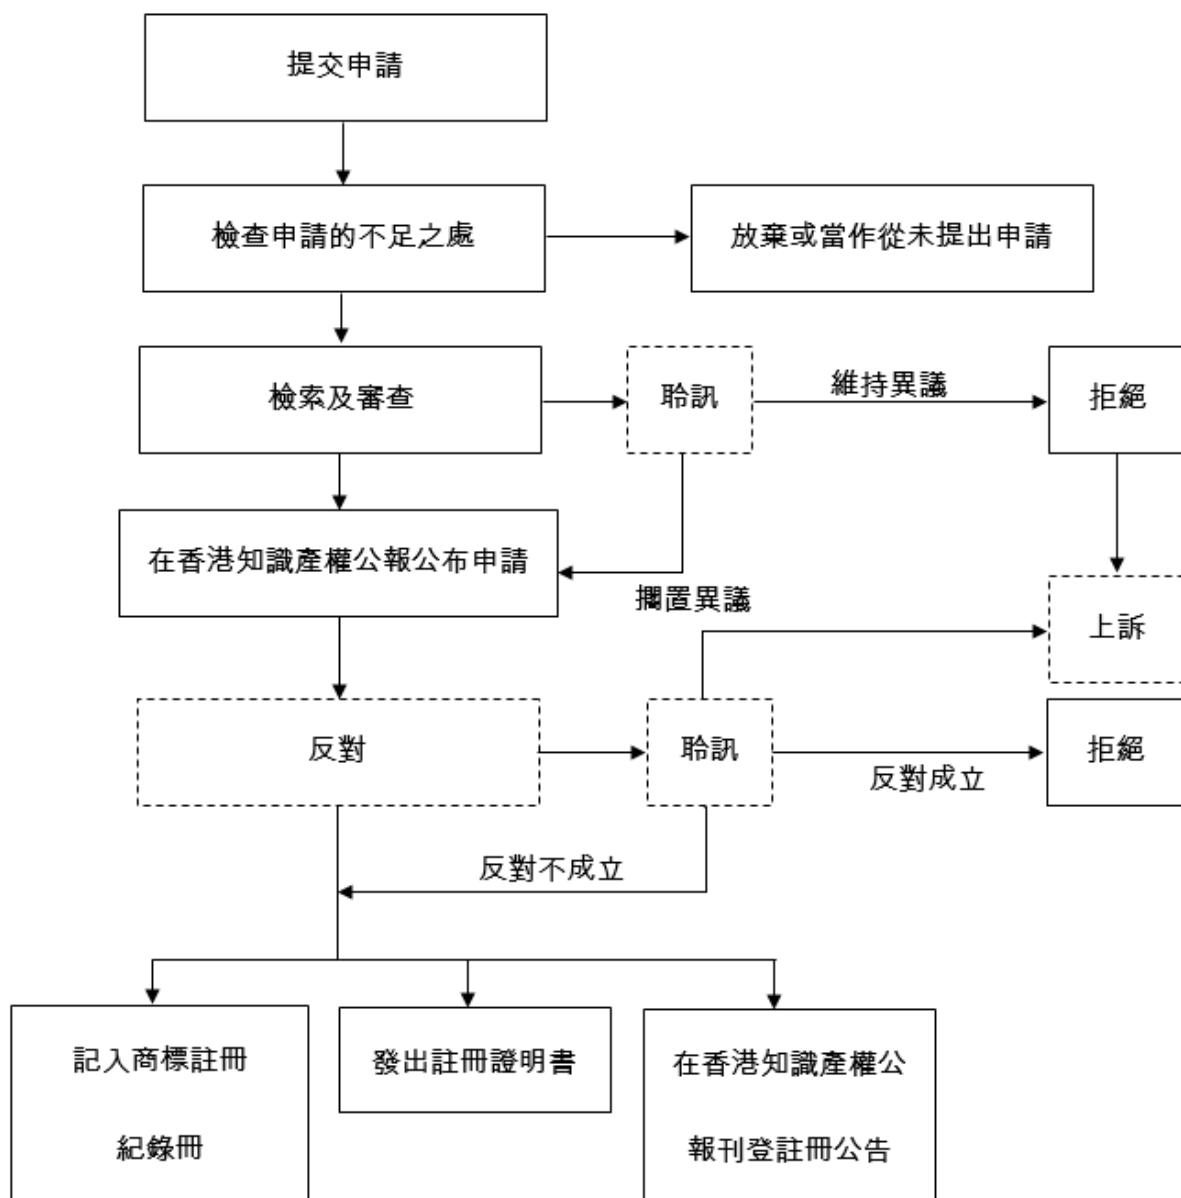 提交申請
檢查申請的不足之處
放棄或當作從未提出申請
檢索及審查
聆訊
維持異議
拒絕
在香港知識產權公報公布申請
擱置異議
上訴
反對
聆訊
反對成立
拒絕
反對不成立
記入商標註冊
紀錄冊
發出註冊證明書
在香港知識產權公
報刊登註冊公告